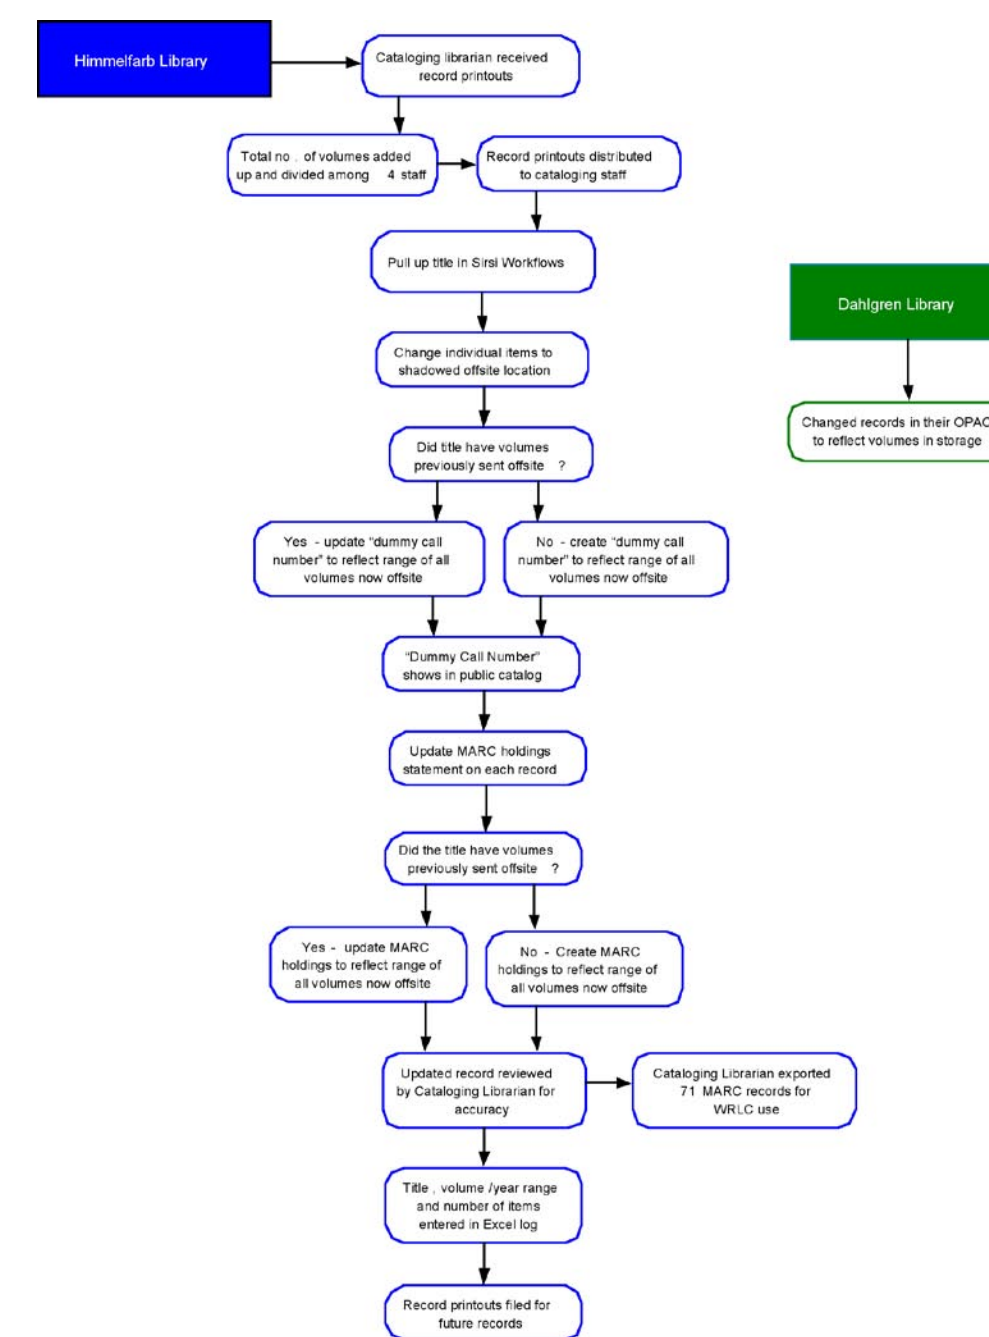 Himmelfarb Library
Cataloging librarian received
record printouts
Total no . of volumes added
up and divided among 4 staff
Record printouts distributed
to cataloging staff
Pull up title in Sirsi Workflows
Dahlgren Library
Change individual items to
shadowed offsite location
Changed records in their OPAC
to reflect volumes in storage
Did title have volumes
previously sent offsite ?
Yes - update “dummy call
number” to reflect range of all
volumes now offsite
No - create “dummy call
number” to reflect range of all
volumes now offsite
“Dummy Call Number”
shows in public catalog
Update MARC holdings
statement on each record
Did the title have volumes
previously sent offsite ?
Yes - update MARC
holdings to reflect range of
all volumes now offsite
No - Create MARC
holdings to reflect range of
all volumes now offsite
Updated record reviewed
by Cataloging Librarian for
accuracy
Cataloging Librarian exported
71 MARC records for
WRLC use
Title , volume /year range
and number of items
entered in Excel log
Record printouts filed for
future records